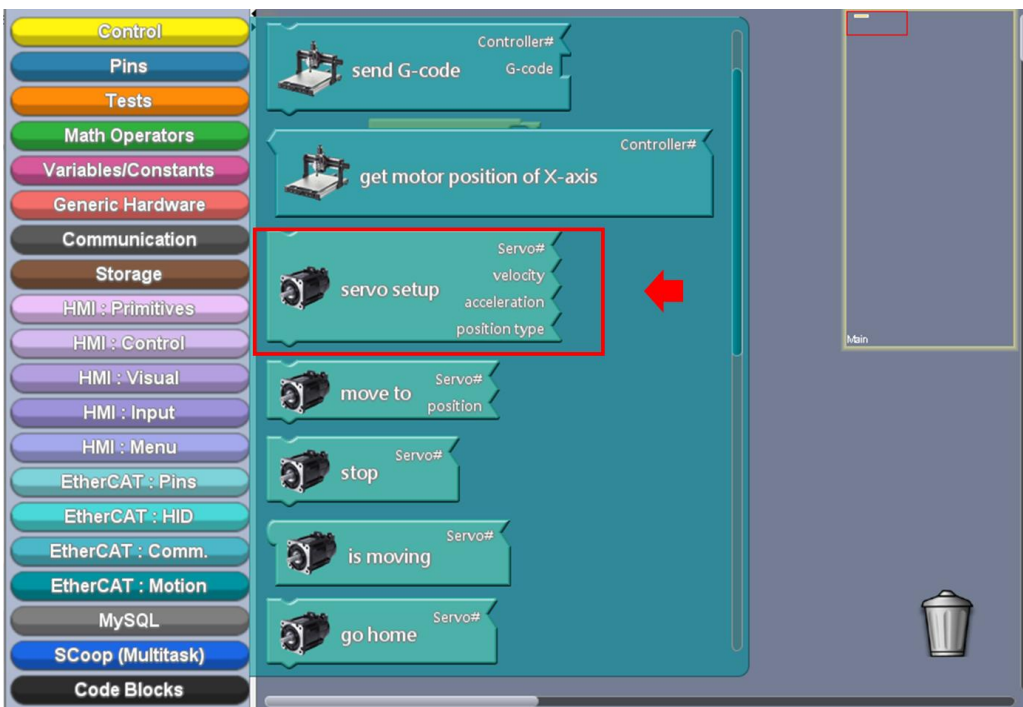 Control
Pins
Tests
Math Operators
Variables/Constants
Generic Hardware
Communication
Storage
HMI : Primitives
HMI : Control
HMI : Visual
HMI : Input
HMI : Menu
EtherCAT : Pins
EtherCAT : HID
EtherCAT : Comm.
EtherCAT : Motion
MySQL
SCoop (Multitask)
Code Blocks
Controller#
send G-code G-code
Controller#
get motor position of X-axis
Servo#
velocity
servo setup
acceleration
position type
Servo#
move to
position
Servo#
stop
Servo#
is moving
Servo#
go home
Main